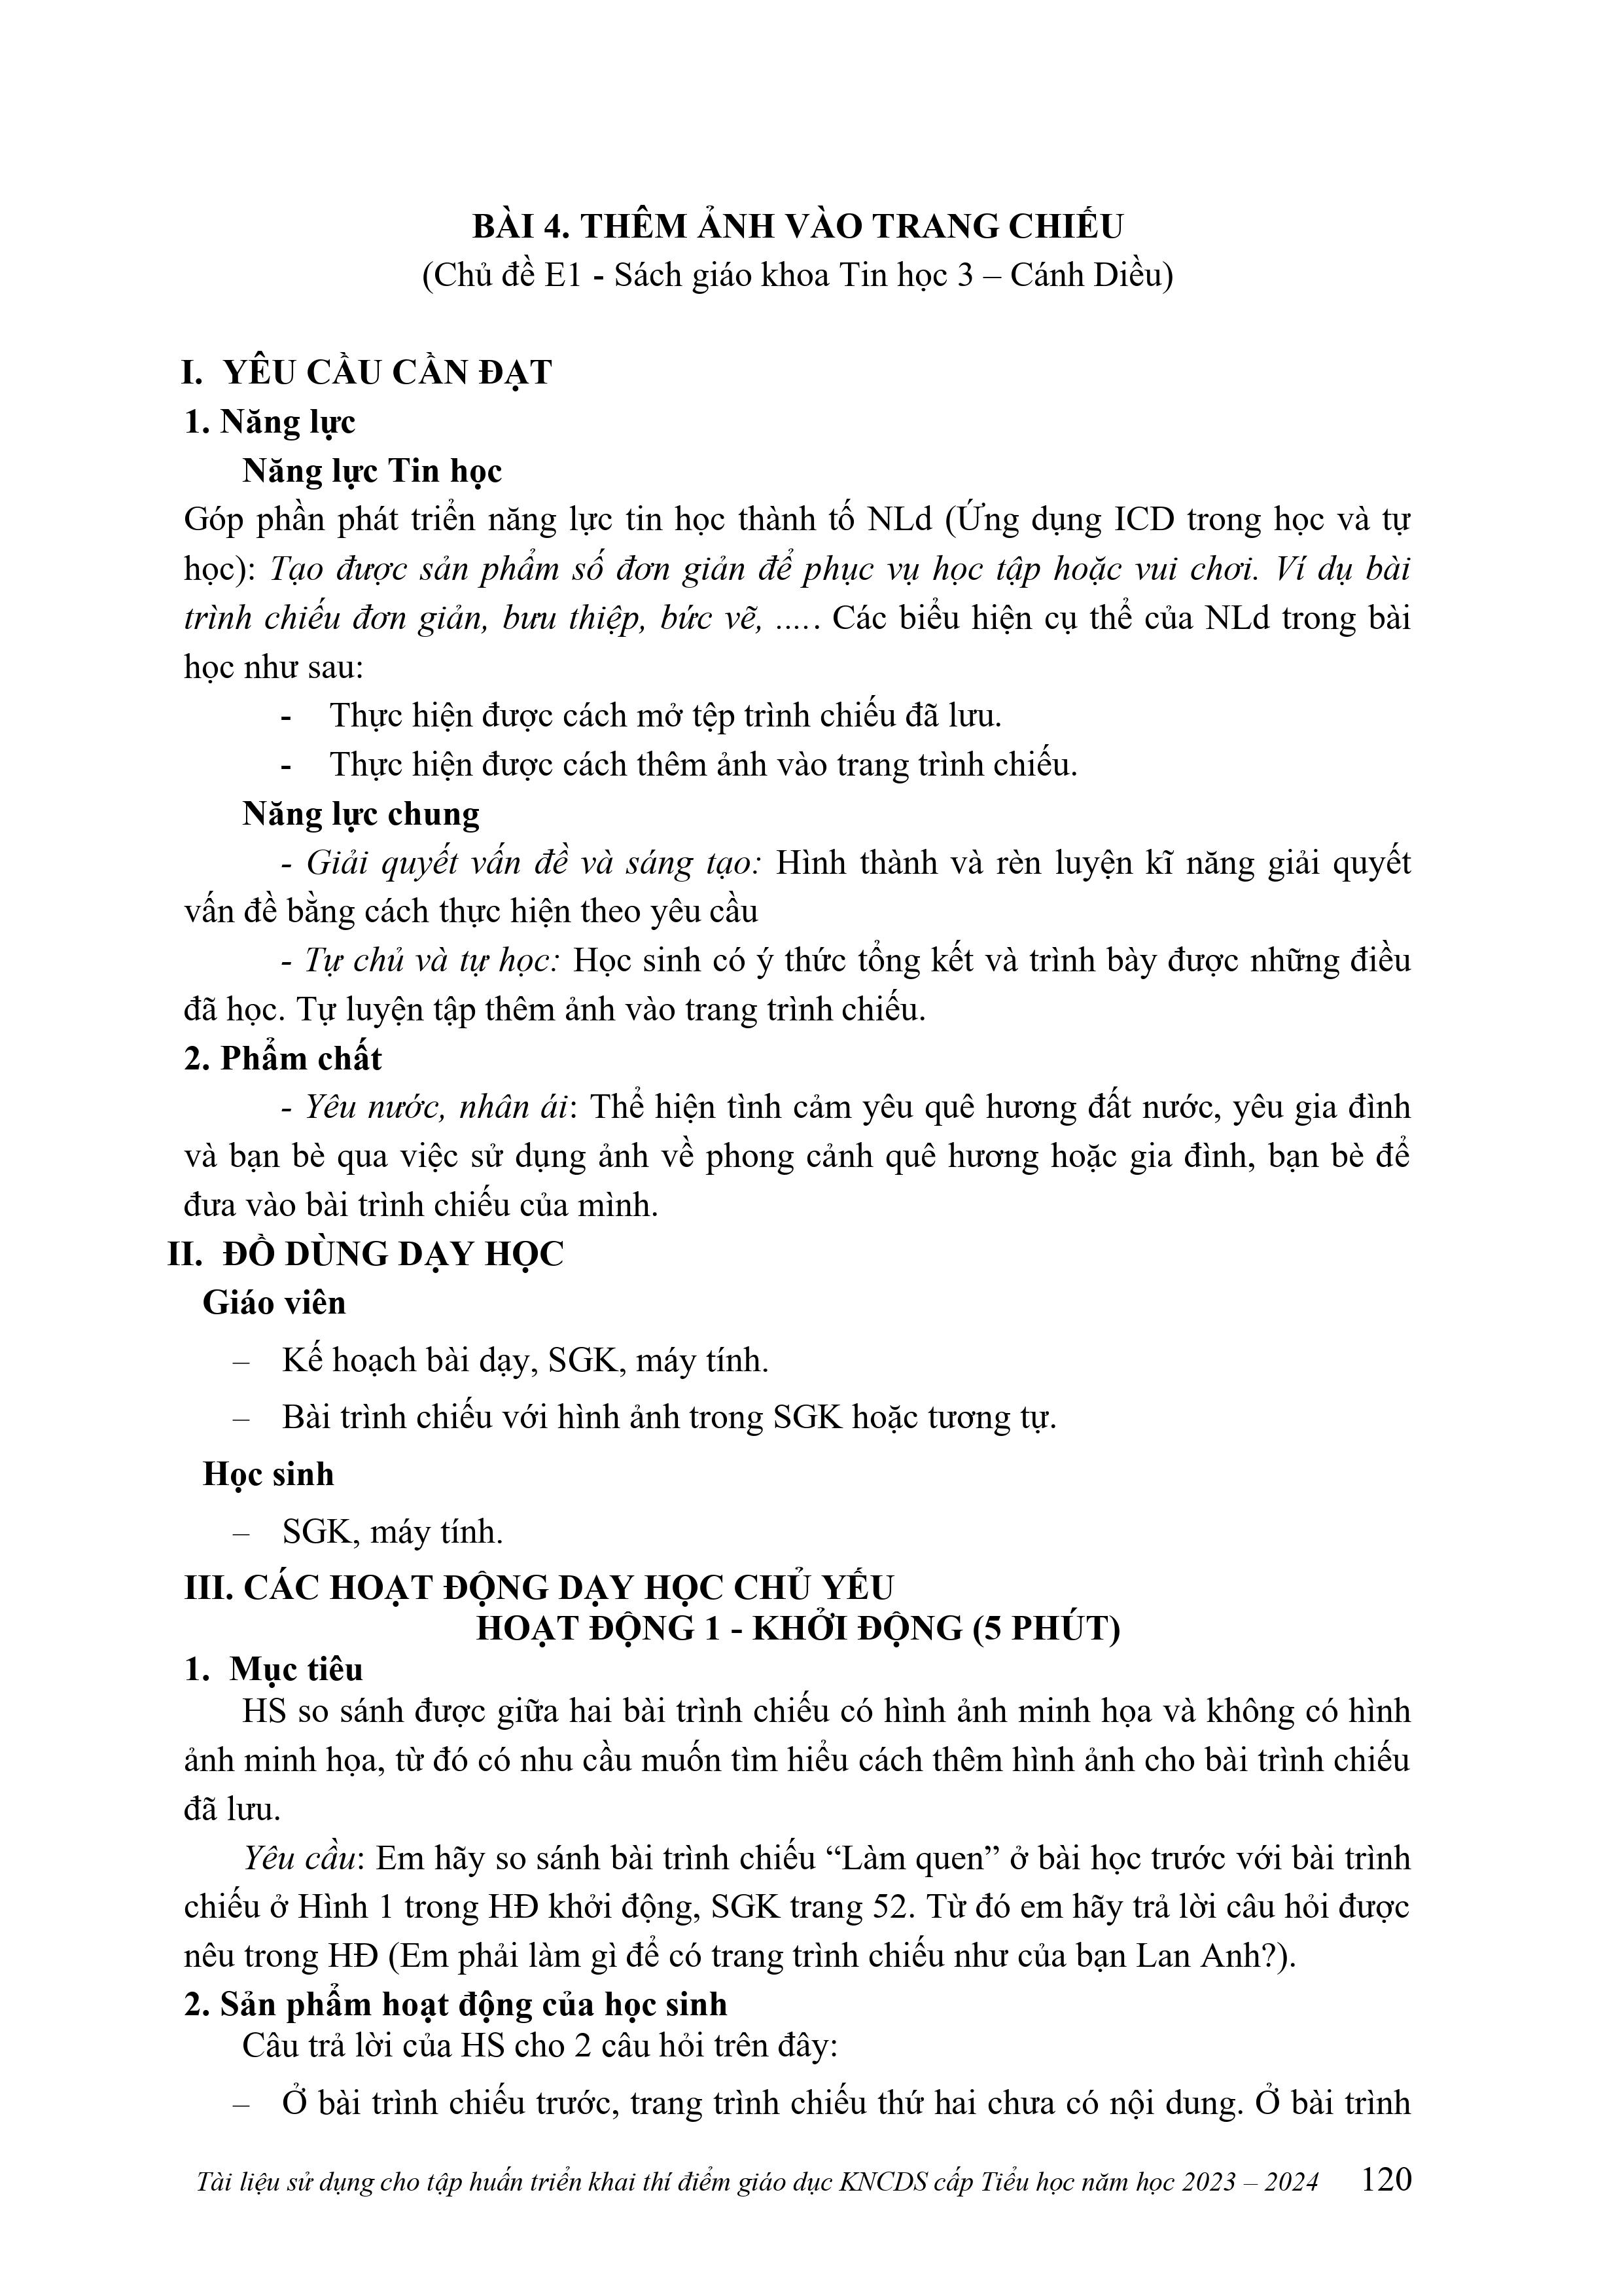 BÀI 4. THÊM ẢNH VÀO TRANG CHIẾU
(Chủ đề E1 - Sách giáo khoa Tin học 3 – Cánh Diều)
I. YÊU CẦU CẦN ĐẠT
1. Năng lực
Năng lực Tin học
Góp phần phát triển năng lực tin học thành tố NLd (Ứng dụng ICD trong học và tự
học): Tạo được sản phẩm số đơn giản để phục vụ học tập hoặc vui chơi. Ví dụ bài
trình chiếu đơn giản, bưu thiệp, bức vẽ, ..... Các biểu hiện cụ thể của NLd trong bài
học như sau:
- Thực hiện được cách mở tệp trình chiếu đã lưu.
- Thực hiện được cách thêm ảnh vào trang trình chiếu.
Năng lực chung
- Giải quyết vấn đề và sáng tạo: Hình thành và rèn luyện kĩ năng giải quyết
vấn đề bằng cách thực hiện theo yêu cầu
- Tự chủ và tự học: Học sinh có ý thức tổng kết và trình bày được những điều
đã học. Tự luyện tập thêm ảnh vào trang trình chiếu.
2. Phẩm chất
- Yêu nước, nhân ái: Thể hiện tình cảm yêu quê hương đất nước, yêu gia đình
và bạn bè qua việc sử dụng ảnh về phong cảnh quê hương hoặc gia đình, bạn bè để
đưa vào bài trình chiếu của mình.
II. ĐỒ DÙNG DẠY HỌC
Giáo viên
– Kế hoạch bài dạy, SGK, máy tính.
– Bài trình chiếu với hình ảnh trong SGK hoặc tương tự.
Học sinh
– SGK, máy tính.
III. CÁC HOẠT ĐỘNG DẠY HỌC CHỦ YẾU
HOẠT ĐỘNG 1 - KHỞI ĐỘNG (5 PHÚT)
1. Mục tiêu
HS so sánh được giữa hai bài trình chiếu có hình ảnh minh họa và không có hình
ảnh minh họa, từ đó có nhu cầu muốn tìm hiểu cách thêm hình ảnh cho bài trình chiếu
đã lưu.
Yêu cầu: Em hãy so sánh bài trình chiếu “Làm quen” ở bài học trước với bài trình
chiếu ở Hình 1 trong HĐ khởi động, SGK trang 52. Từ đó em hãy trả lời câu hỏi được
nêu trong HĐ (Em phải làm gì để có trang trình chiếu như của bạn Lan Anh?).
2. Sản phẩm hoạt động của học sinh
Câu trả lời của HS cho 2 câu hỏi trên đây:
– Ở bài trình chiếu trước, trang trình chiếu thứ hai chưa có nội dung. Ở bài trình
Tài liệu sử dụng cho tập huấn triển khai thí điểm giáo dục KNCDS cấp Tiểu học năm học 2023 – 2024 120